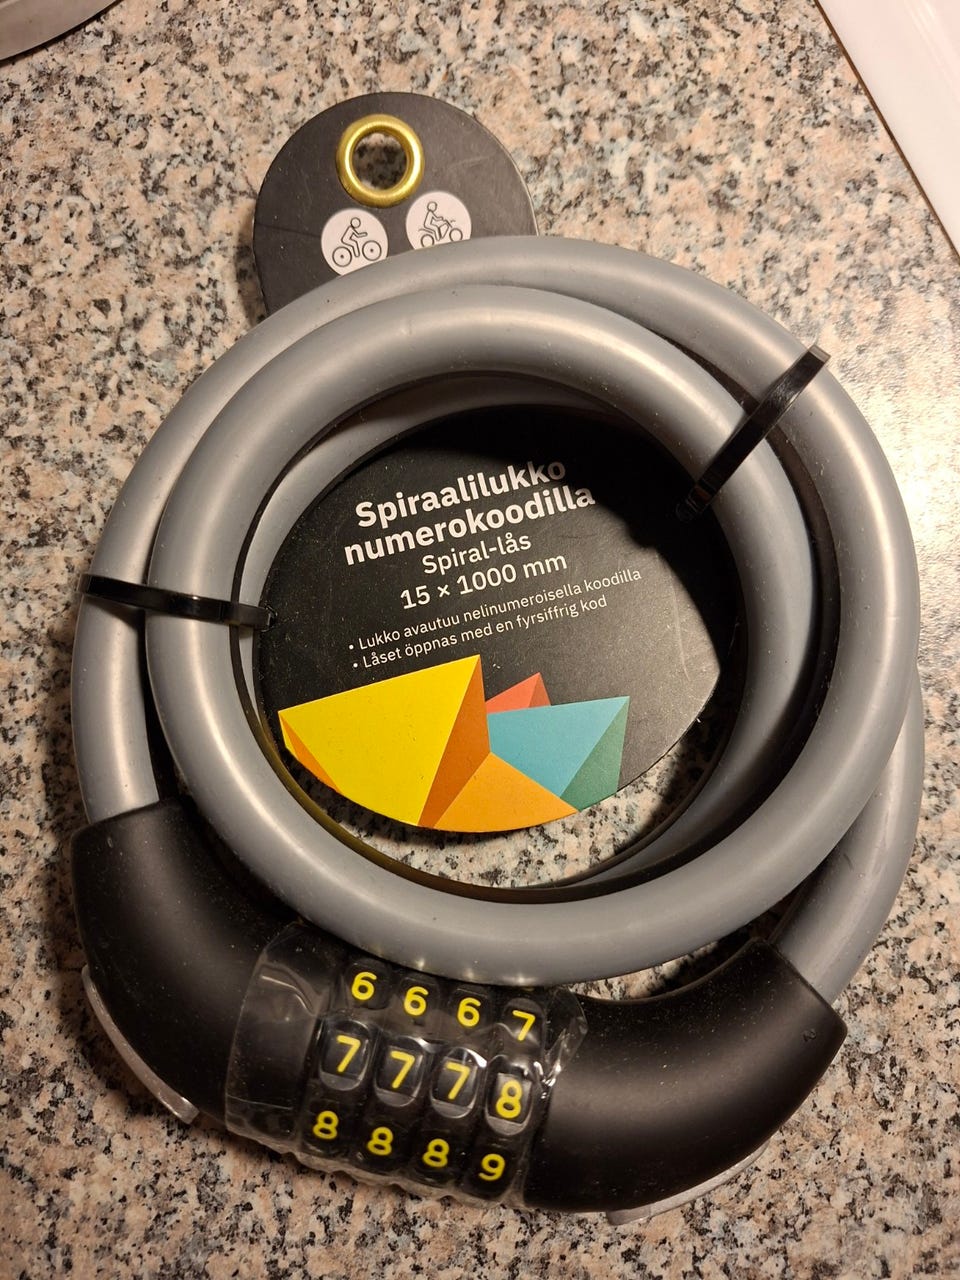 Spiraalilukko
numerokoodilla
Spiral-lås
15 × 1000 mm
• Lukko avautuu nelinumeroisella koodilla
• Låset öppnas med en fyrsiffrig kod
6 6 6 7
7 7 7 8
8 8 8 9